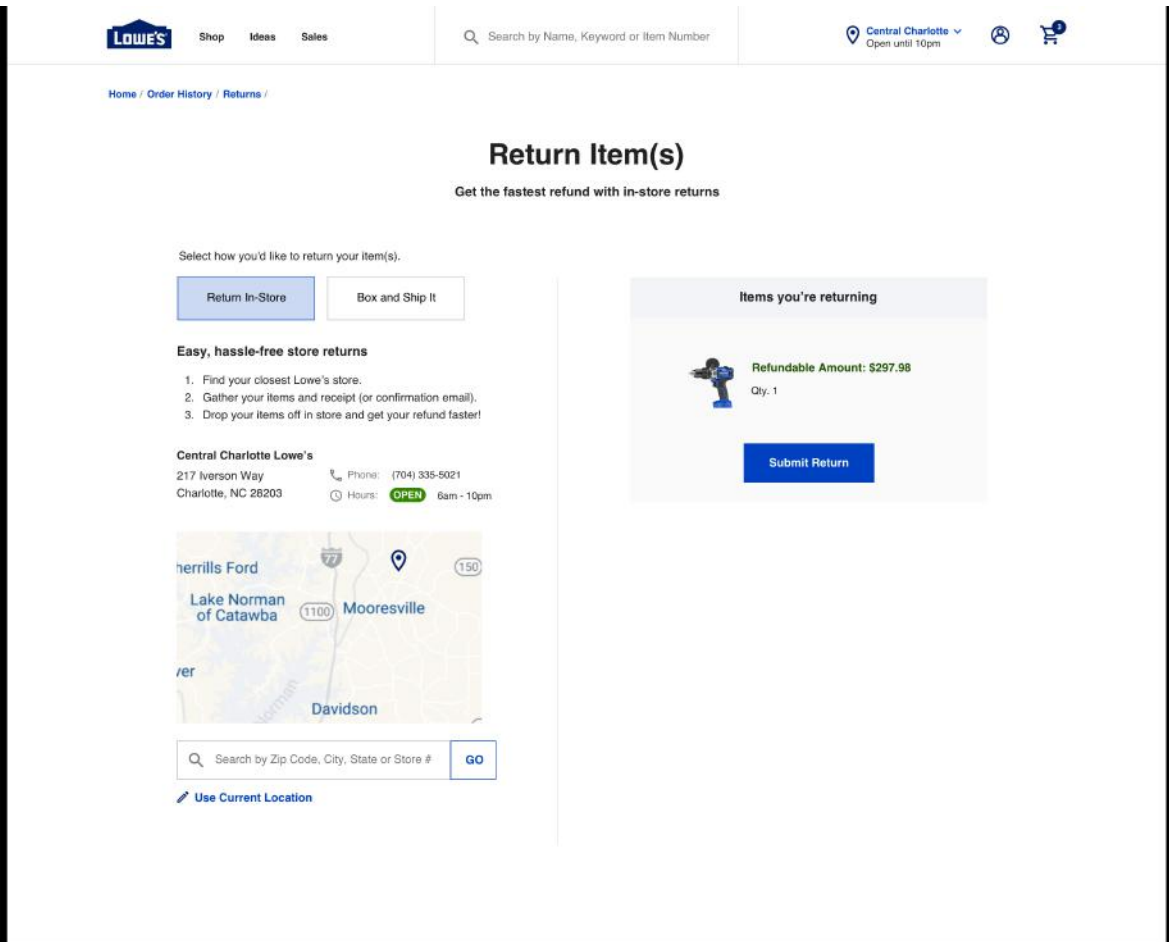 LOWE'S
Shop Ideas Sales
Search by Name, Keyword or Item Number
Central Charlotte
Open until 10pm
3
Home / Order History / Returns /
Return Item(s)
Get the fastest refund with in-store returns
Select how you'd like to return your item(s).
Return In-Store
Box and Ship It
Easy, hassle-free store returns
1. Find your closest Lowe's store.
2. Gather your items and receipt (or confirmation email).
3. Drop your items off in store and get your refund faster!
Central Charlotte Lowe's
217 Iverson Way
Charlotte, NC 28203
Phone: (704) 335-5021
Hours: OPEN 6am - 10pm
77
150
herrills Ford
Lake Norman
of Catawba
1100
Mooresville
ver
Norman
Davidson
Search by Zip Code, City, State or Store #
GO
Use Current Location
Items you're returning
Refundable Amount: $297.98
Qty. 1
Submit Return